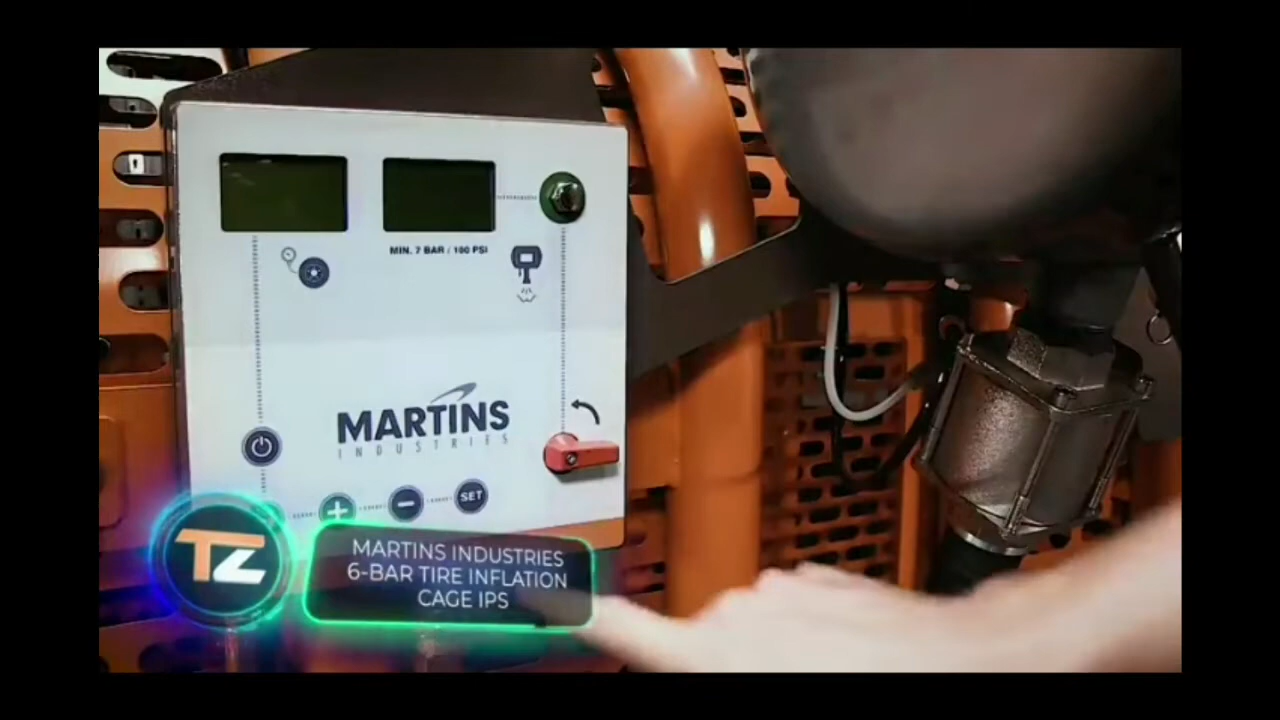 MIN. 7 BAR / 100 PSI
MARTINS
INDUSTRIES
SET
TZ
MARTINS INDUSTRIES
6-BAR TIRE INFLATION
CAGE IPS